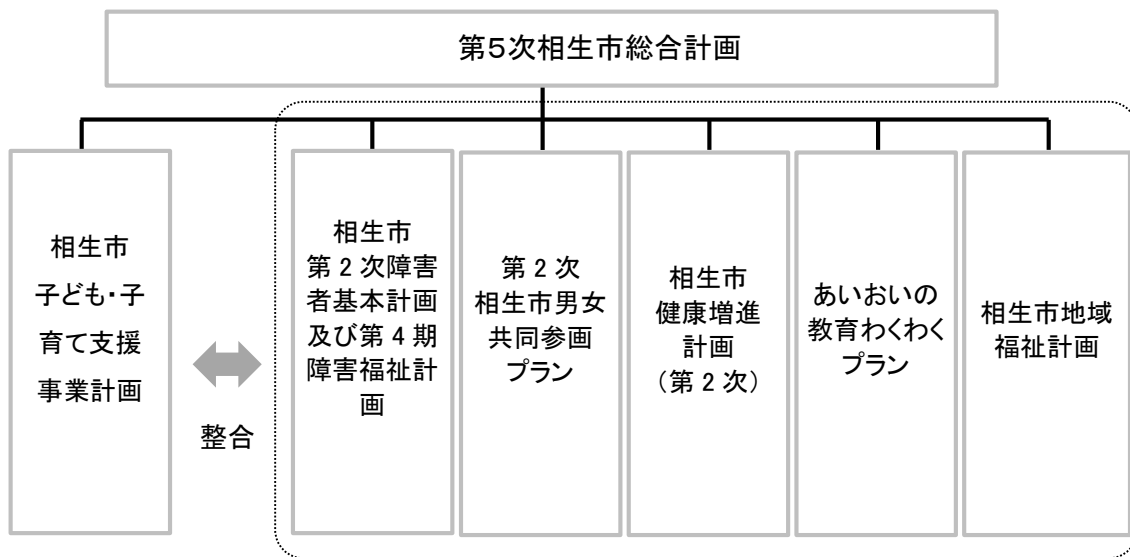 第5次相生市総合計画
相生市
子ども・子
育て支援
事業計画
整合
相生市
第２次障害
者基本計画
及び第４期
障害福祉計
画
第２次
相生市男女
共同参画
プラン
相生市
健康増進
計画
（第２次）
あいおいの
教育わくわく
プラン
相生市地域
福祉計画